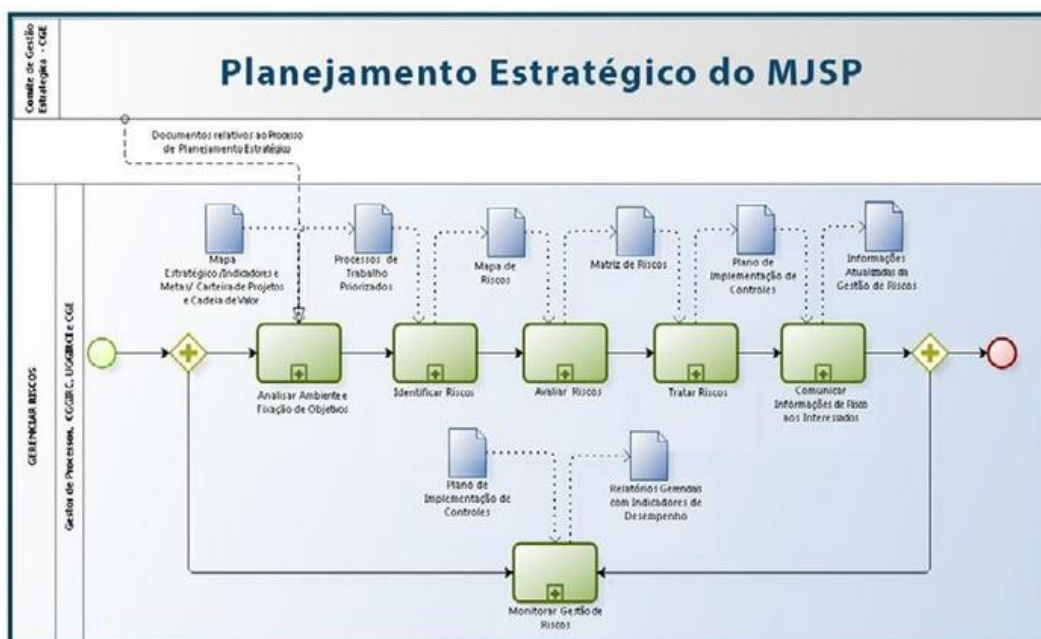 Comitê de Gestão
Estratégica - CGE
Planejamento Estratégico do MJSP
Documentos relativos ao Processo
de Planejamento Estratégico
GERENCIAR RISCOS
Gestor de Processos, CGGIRC, UGGIRC e CGE
Mapa
Estratégico/Indicadores e
Metas/ Carteira de Projetos
e Cadeia de Valor
Processos de
Trabalho
Priorizados
Mapa de
Riscos
Matriz de Riscos
Plano de
Implementação de
Controles
Informações
Atualizadas da
Gestão de Riscos
Analisar Ambiente e
Fixação de Objetivos
Identificar Riscos
Avaliar Riscos
Tratar Riscos
Comunicar
Informações de Risco
aos Interessados
Plano de
Implementação de
Controles
Relatórios Gerenciais
com Indicadores de
Desempenho
Monitorar Gestão de
Riscos